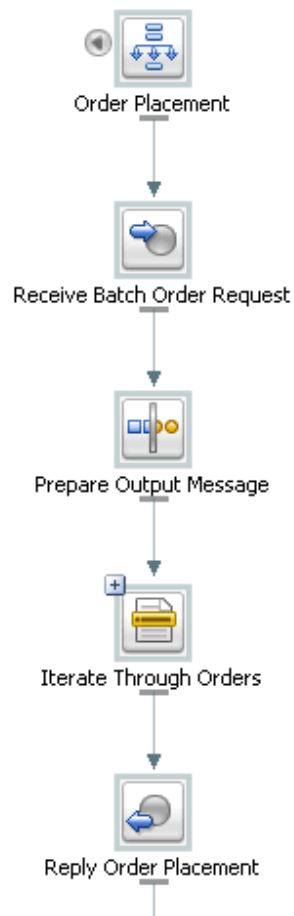 Order Placement
Receive Batch Order Request
Prepare Output Message
Iterate Through Orders
Reply Order Placement